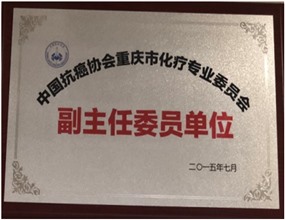 中国抗癌协会重庆市化疗专业委员会
副主任委员单位
二〇一五年七月